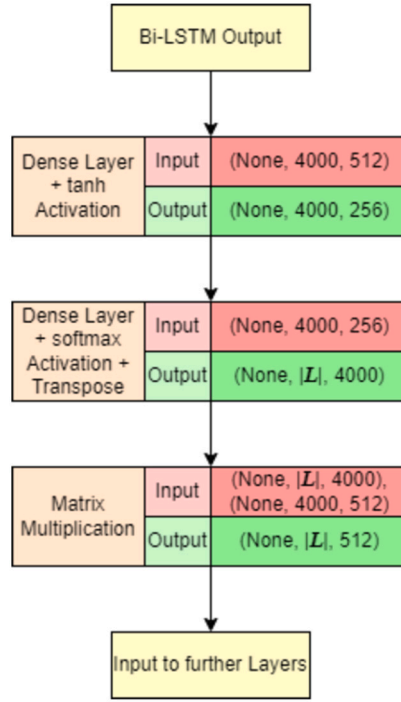 Bi-LSTM Output
Dense Layer
+ tanh
Activation
Input
(None, 4000, 512)
Output
(None, 4000, 256)
Dense Layer
+ softmax
Activation +
Transpose
Input
(None, 4000, 256)
Output
(None, |L|, 4000)
Matrix
Multiplication
Input
(None, |L|, 4000),
(None, 4000, 512)
Output
(None, |L|, 512)
Input to further Layers